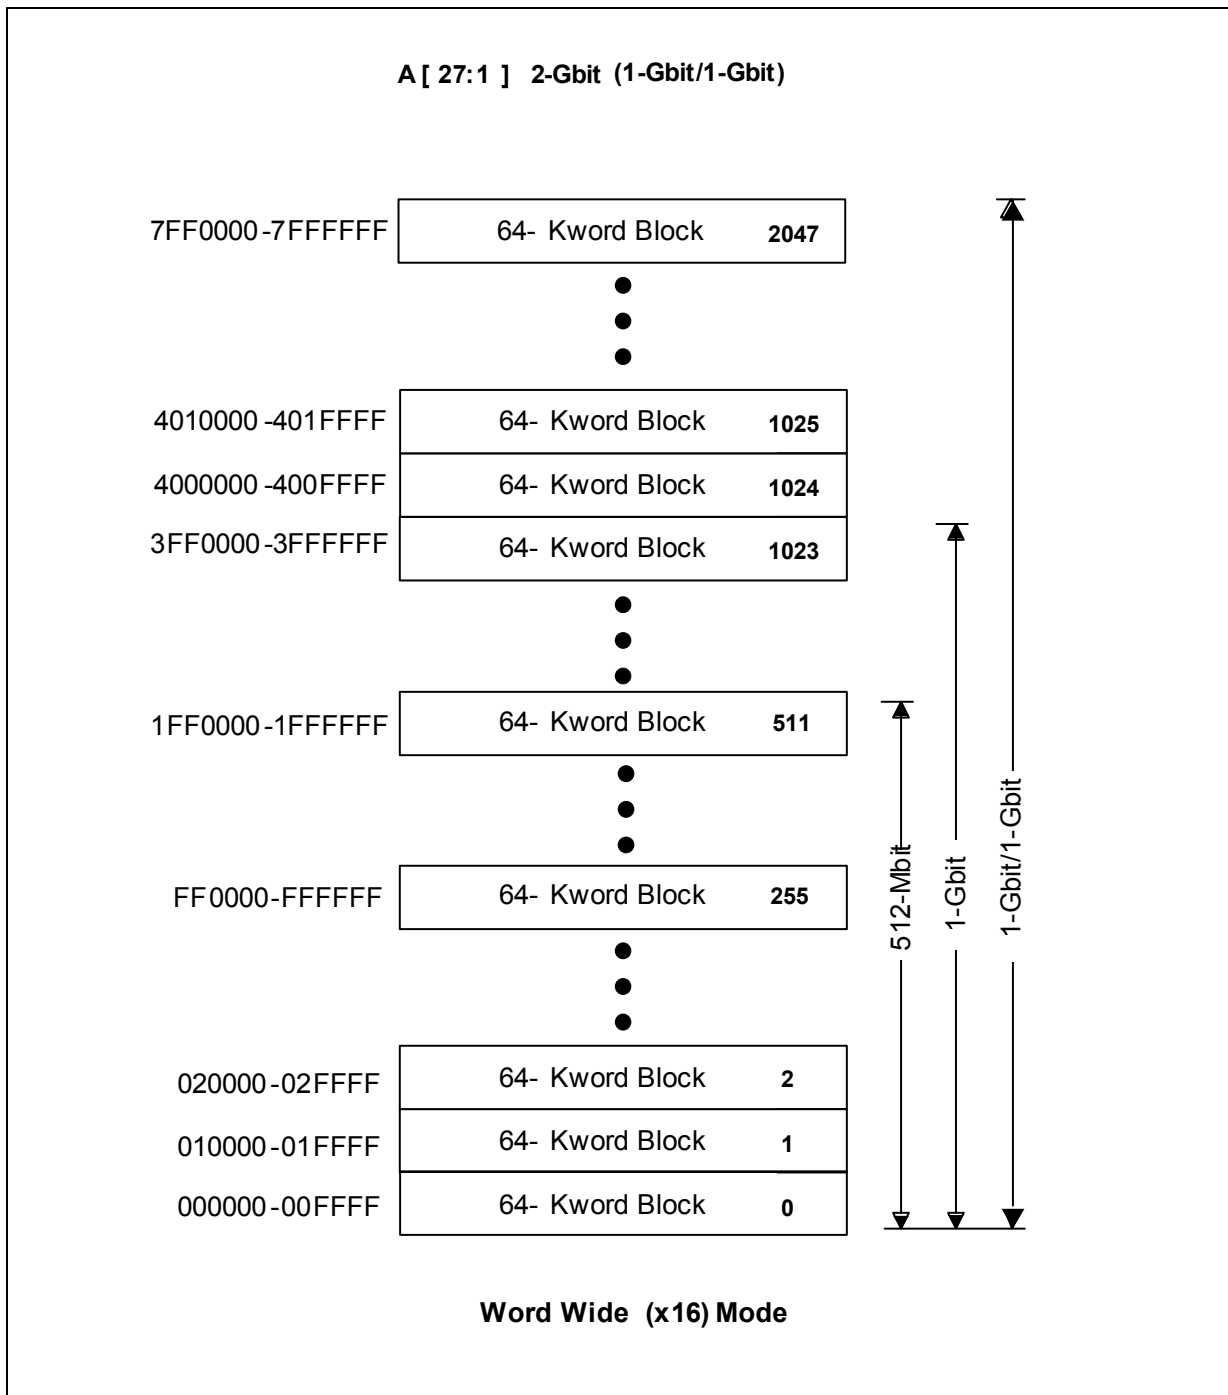 A[ 27:1 ] 2-Gbit (1-Gbit/1-Gbit)
7FF0000-7FFFFFF 64- Kword Block 2047
4010000-401FFFF 64- Kword Block 1025
4000000-400FFFF 64- Kword Block 1024
3FF0000-3FFFFFF 64- Kword Block 1023
1FF0000-1FFFFFF 64- Kword Block 511
FF0000-FFFFFF 64- Kword Block 255
020000-02FFFF 64- Kword Block 2
010000-01FFFF 64- Kword Block 1
000000-00FFFF 64- Kword Block 0
512-Mbit
1-Gbit
1-Gbit/1-Gbit
Word Wide (x16) Mode